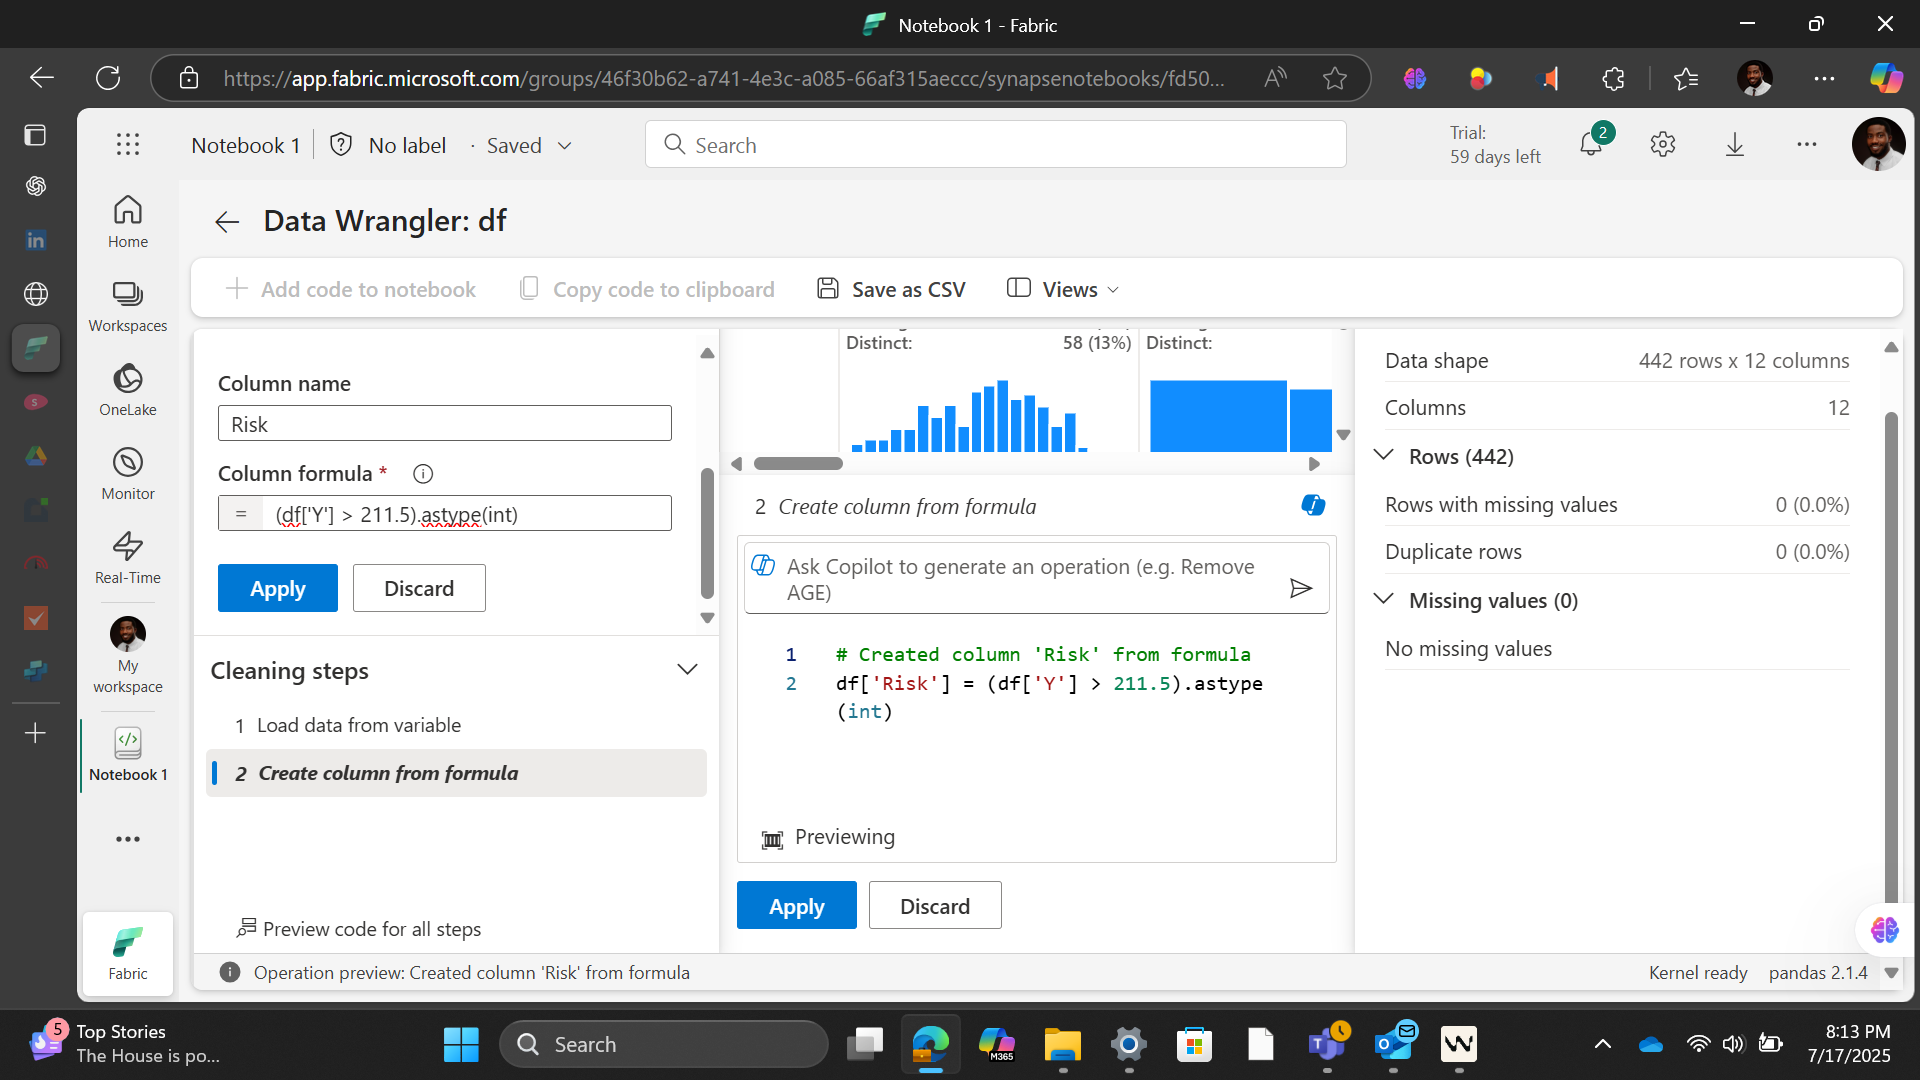 Notebook 1 - Fabric
https://app.fabric.microsoft.com/groups/46f30b62-a741-4e3c-a085-66af315aeccc/synapsenotebooks/fd50...
Notebook 1
No label
· Saved
Search
Trial:
59 days left
2
Home
Workspaces
OneLake
Monitor
Real-Time
My
workspace
Notebook 1
Fabric
Data Wrangler: df
Add code to notebook
Copy code to clipboard
Save as CSV
Views
Column name
Risk
Column formula *
= (df['Y'] > 211.5).astype(int)
Apply
Discard
Cleaning steps
1 Load data from variable
2 Create column from formula
Preview code for all steps
Distinct: 58 (13%)
Distinct:
2 Create column from formula
Ask Copilot to generate an operation (e.g. Remove
AGE)
1 # Created column 'Risk' from formula
2 df['Risk'] = (df['Y'] > 211.5).astype
(int)
Previewing
Apply
Discard
Data shape 442 rows x 12 columns
Columns 12
Rows (442)
Rows with missing values 0 (0.0%)
Duplicate rows 0 (0.0%)
Missing values (0)
No missing values
Operation preview: Created column 'Risk' from formula
Kernel ready
pandas 2.1.4
5
Top Stories
The House is po...
Search
M365
8:13 PM
7/17/2025